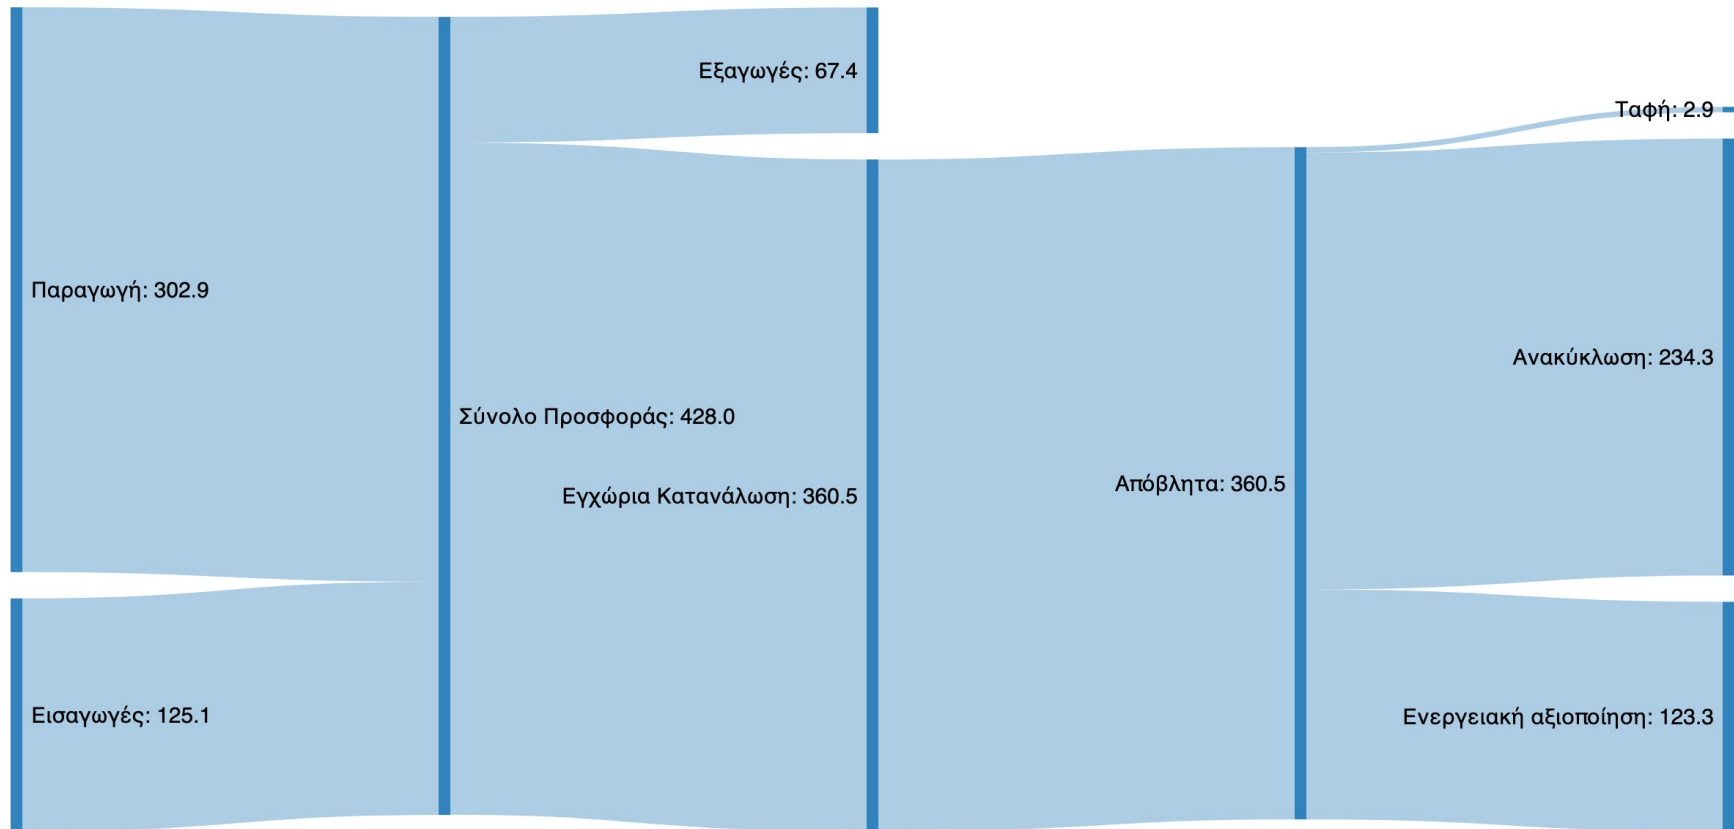 Παραγωγή: 302.9
Εισαγωγές: 125.1
Σύνολο Προσφοράς: 428.0
Εξαγωγές: 67.4
Εγχώρια Κατανάλωση: 360.5
Απόβλητα: 360.5
Ταφή: 2.9
Ανακύκλωση: 234.3
Ενεργειακή αξιοποίηση: 123.3